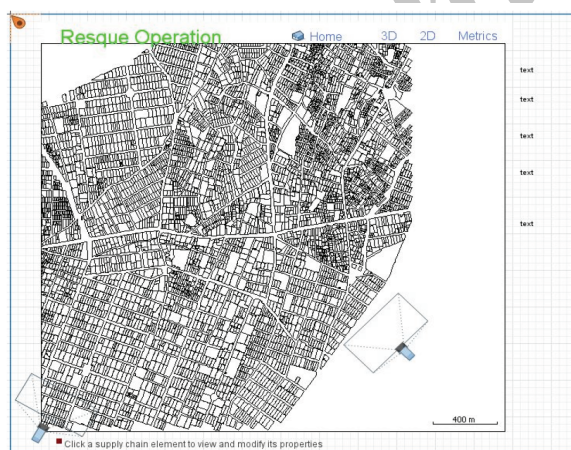 Resque Operation
Home 3D 2D Metrics
text
text
text
text
text
400 m
Click a supply chain element to view and modify its properties